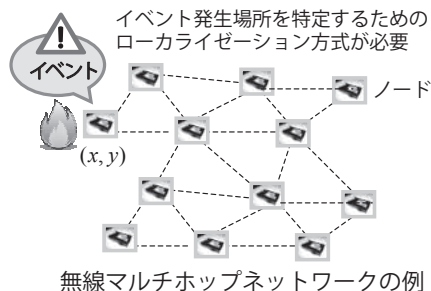 イベント発生場所を特定するための
ローカライゼーション方式が必要
!
イベント
ノード
(x, y)
無線マルチホップネットワークの例